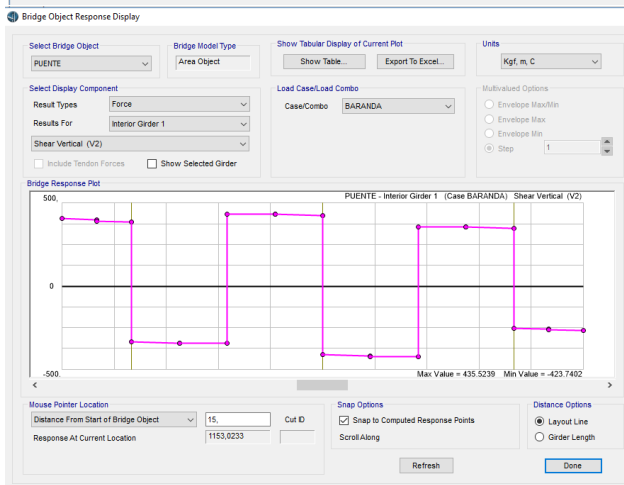 Bridge Object Response Display
Select Bridge Object
PUENTE
Bridge Model Type
Area Object
Show Tabular Display of Current Plot
Show Table...
Export To Excel...
Units
Kgf, m, C
Select Display Component
Result Types
Force
Results For
Interior Girder 1
Shear Vertical (V2)
Include Tendon Forces
Show Selected Girder
Load Case/Load Combo
Case/Combo
BARANDA
Multivalued Options
Envelope Max/Min
Envelope Max
Envelope Min
Step
1
Bridge Response Plot
PUENTE - Interior Girder 1 (Case BARANDA) Shear Vertical (V2)
500,
0
-500,
Max Value = 435.5239 Min Value = -423.7402
Mouse Pointer Location
Distance From Start of Bridge Object
15,
Cut ID
Response At Current Location
1153,0233
Snap Options
Snap to Computed Response Points
Scroll Along
Distance Options
Layout Line
Girder Length
Refresh
Done